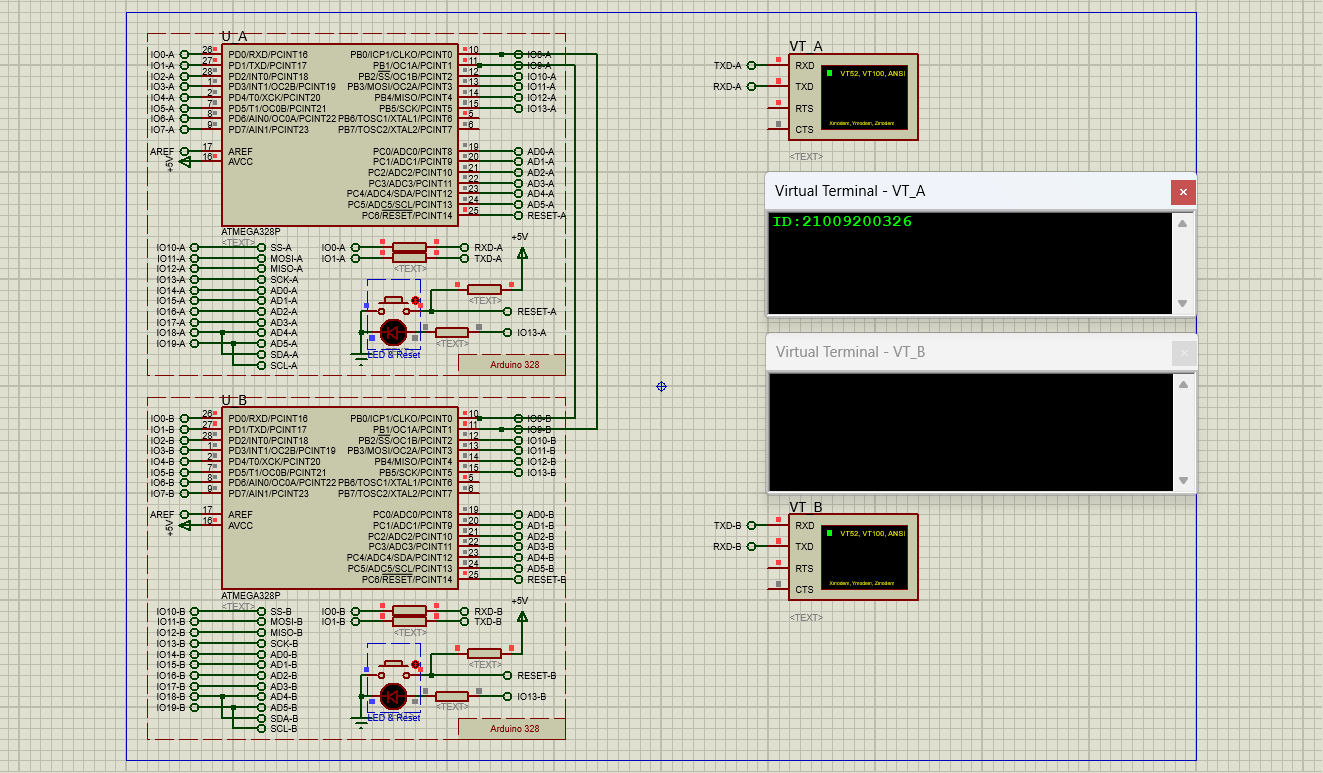 U_A
IO0-A 26 PD0/RXD/PCINT16 PB0/ICP1/CLKO/PCINT0 10 IO8-A
IO1-A 27 PD1/TXD/PCINT17 PB1/OC1A/PCINT1 11 IO9-A
IO2-A 28 PD2/INT0/PCINT18 PB2/SS/OC1B/PCINT2 12 IO10-A
IO3-A 1 PD3/INT1/OC2B/PCINT19 PB3/MOSI/OC2A/PCINT3 13 IO11-A
IO4-A 2 PD4/T0/XCK/PCINT20 PB4/MISO/PCINT4 14 IO12-A
IO5-A 7 PD5/T1/OC0B/PCINT21 PB5/SCK/PCINT5 15 IO13-A
IO6-A 8 PD6/AIN0/OC0A/PCINT22 PB6/TOSC1/XTAL1/PCINT6 5
IO7-A 9 PD7/AIN1/PCINT23 PB7/TOSC2/XTAL2/PCINT7 6
AREF 17 AREF PC0/ADC0/PCINT8 19 AD0-A
+5V 16 AVCC PC1/ADC1/PCINT9 20 AD1-A
PC2/ADC2/PCINT10 21 AD2-A
PC3/ADC3/PCINT11 22 AD3-A
PC4/ADC4/SDA/PCINT12 23 AD4-A
PC5/ADC5/SCL/PCINT13 24 AD5-A
PC6/RESET/PCINT14 25 RESET-A
ATMEGA328P
<TEXT>
IO10-A SS-A IO0-A RXD-A
IO11-A MOSI-A IO1-A TXD-A
IO12-A MISO-A <TEXT>
IO13-A SCK-A
IO14-A AD0-A
IO15-A AD1-A
IO16-A AD2-A
IO17-A AD3-A
IO18-A AD4-A
IO19-A AD5-A
SDA-A
SCL-A
+5V
<TEXT>
RESET-A
IO13-A
<TEXT>
LED & Reset
Arduino 328
VT_A
TXD-A RXD VT52, VT100, ANSI
RXD-A TXD
RTS
CTS Xmodem, Ymodem, Zmodem
<TEXT>
Virtual Terminal - VT_A
ID:21009200326
Virtual Terminal - VT_B
U_B
IO0-B 26 PD0/RXD/PCINT16 PB0/ICP1/CLKO/PCINT0 10 IO8-B
IO1-B 27 PD1/TXD/PCINT17 PB1/OC1A/PCINT1 11 IO9-B
IO2-B 28 PD2/INT0/PCINT18 PB2/SS/OC1B/PCINT2 12 IO10-B
IO3-B 1 PD3/INT1/OC2B/PCINT19 PB3/MOSI/OC2A/PCINT3 13 IO11-B
IO4-B 2 PD4/T0/XCK/PCINT20 PB4/MISO/PCINT4 14 IO12-B
IO5-B 7 PD5/T1/OC0B/PCINT21 PB5/SCK/PCINT5 15 IO13-B
IO6-B 8 PD6/AIN0/OC0A/PCINT22 PB6/TOSC1/XTAL1/PCINT6 5
IO7-B 9 PD7/AIN1/PCINT23 PB7/TOSC2/XTAL2/PCINT7 6
AREF 17 AREF PC0/ADC0/PCINT8 19 AD0-B
+5V 16 AVCC PC1/ADC1/PCINT9 20 AD1-B
PC2/ADC2/PCINT10 21 AD2-B
PC3/ADC3/PCINT11 22 AD3-B
PC4/ADC4/SDA/PCINT12 23 AD4-B
PC5/ADC5/SCL/PCINT13 24 AD5-B
PC6/RESET/PCINT14 25 RESET-B
ATMEGA328P
<TEXT>
IO10-B SS-B IO0-B RXD-B
IO11-B MOSI-B IO1-B TXD-B
IO12-B MISO-B <TEXT>
IO13-B SCK-B
IO14-B AD0-B
IO15-B AD1-B
IO16-B AD2-B
IO17-B AD3-B
IO18-B AD4-B
IO19-B AD5-B
SDA-B
SCL-B
+5V
<TEXT>
RESET-B
IO13-B
<TEXT>
LED & Reset
Arduino 328
VT_B
TXD-B RXD VT52, VT100, ANSI
RXD-B TXD
RTS
CTS Xmodem, Ymodem, Zmodem
<TEXT>